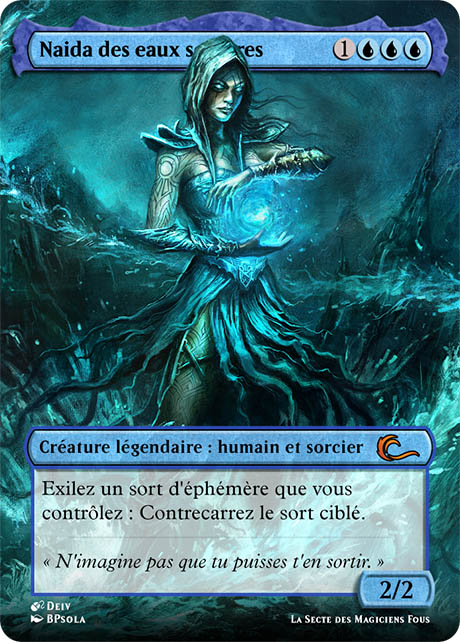 Naida des eaux
1
Créature légendaire : humain et sorcier
Exilez un sort d'éphémère que vous
contrôlez : Contrecarrez le sort ciblé.
« N'imagine pas que tu puisses t'en sortir. »
2/2
Deiv
BPsola
La Secte des Magiciens Fous